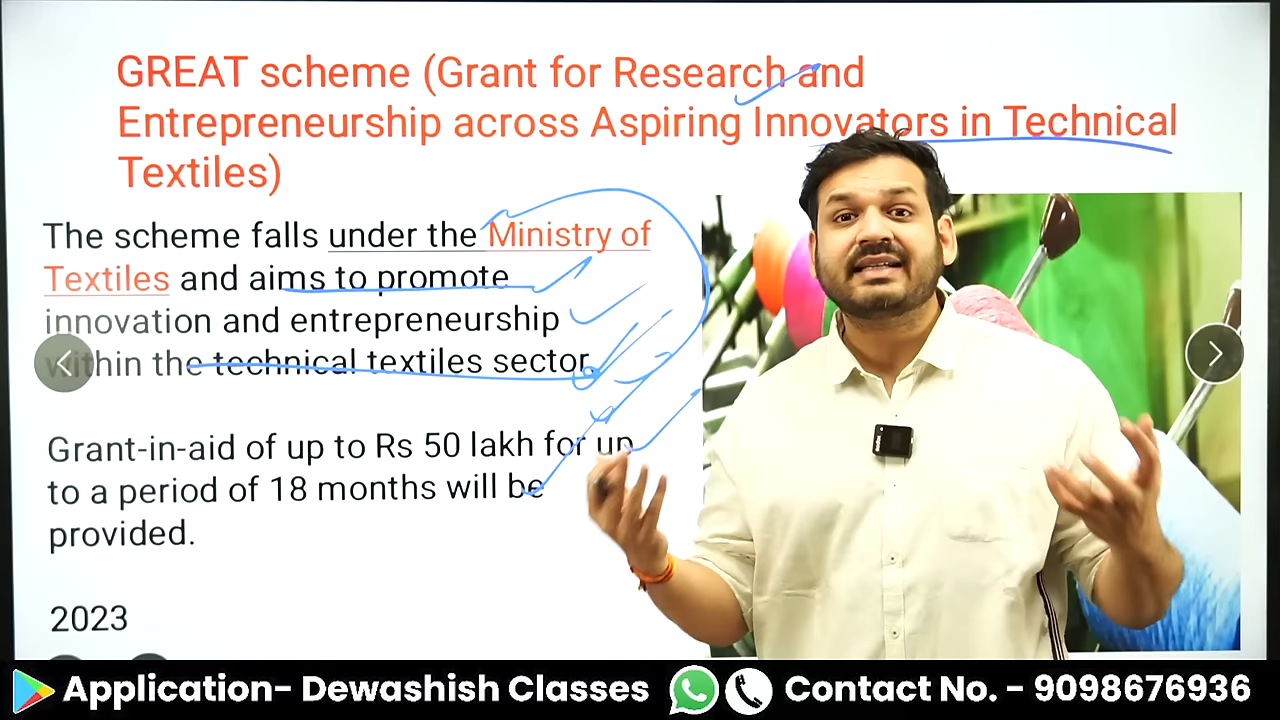 GREAT scheme (Grant for Research and
Entrepreneurship across Aspiring Innovators in Technical
Textiles)
The scheme falls under the Ministry of
Textiles and aims to promote
innovation and entrepreneurship
within the technical textiles sector.
Grant-in-aid of up to Rs 50 lakh for up
to a period of 18 months will be
provided.
2023
Application- Dewashish Classes
Contact No. - 9098676936